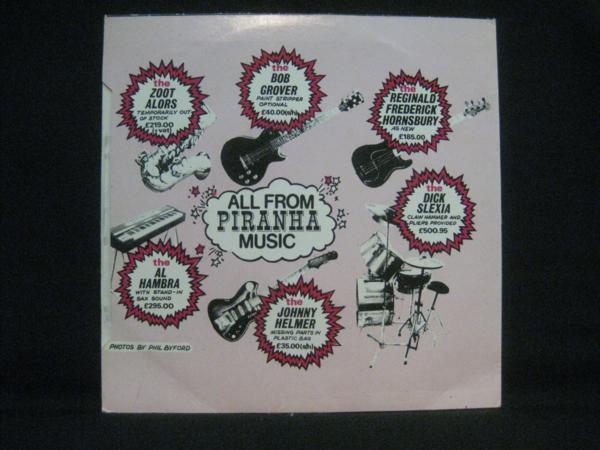 the
ZOOT
ALORS
TEMPORARILY OUT
OF STOCK
£219.00
(+vat)
the
BOB
GROVER
PAINT STRIPPER
OPTIONAL
£40.00(s/h)
the
REGINALD
FREDERICK
HORNSBURY
AS NEW
£185.00
ALL FROM
PIRANHA
MUSIC
the
DICK
SLEXIA
CLAW HAMMER AND
PLIERS PROVIDED
£500.95
the
AL
HAMBRA
WITH STAND-IN
SAX SOUND
£295.00
the
JOHNNY
HELMER
MISSING PARTS IN
PLASTIC BAG
£35.00(s/h)
PHOTOS BY PHIL BYFORD